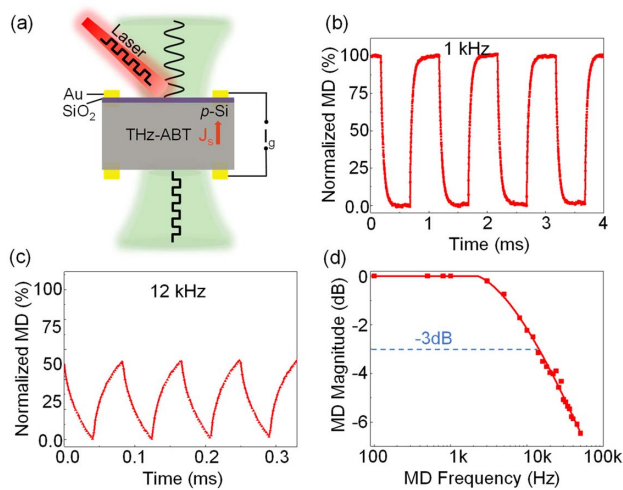 (a)
Laser
Au
SiO2
p-Si
THz-ABT
Js
Ig
(b)
1 kHz
Normalized MD (%)
100
75
50
25
0.0
0
1
2
3
4
Time (ms)
(c)
12 kHz
Normalized MD (%)
100
75
50
25
0.0
0.0
0.1
0.2
0.3
Time (ms)
(d)
MD Magnitude (dB)
0
-2
-4
-6
-3dB
100
1k
10k
100k
MD Frequency (Hz)